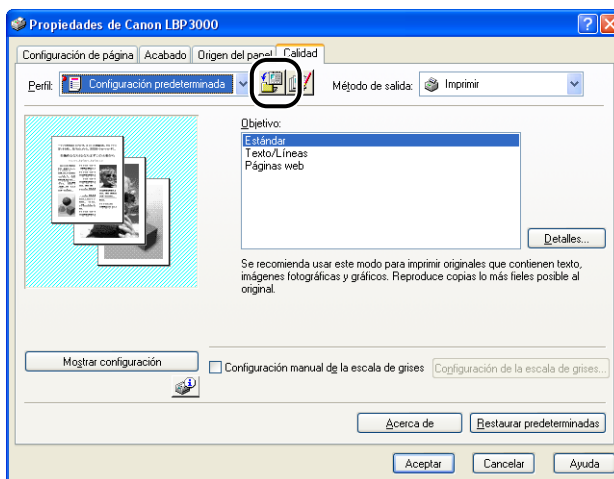 Propiedades de Canon LBP3000
Configuración de página Acabado Origen del papel Calidad
Perfil: Configuración predeterminada Método de salida: Imprimir
Objetivo:
Estándar
Texto/Líneas
Páginas web
Detalles...
Se recomienda usar este modo para imprimir originales que contienen texto,
imágenes fotográficas y gráficos. Reproduce copias lo más fieles posible al
original.
Mostrar configuración
Configuración manual de la escala de grises Configuración de la escala de grises...
Acerca de Restaurar predeterminadas
Aceptar Cancelar Ayuda